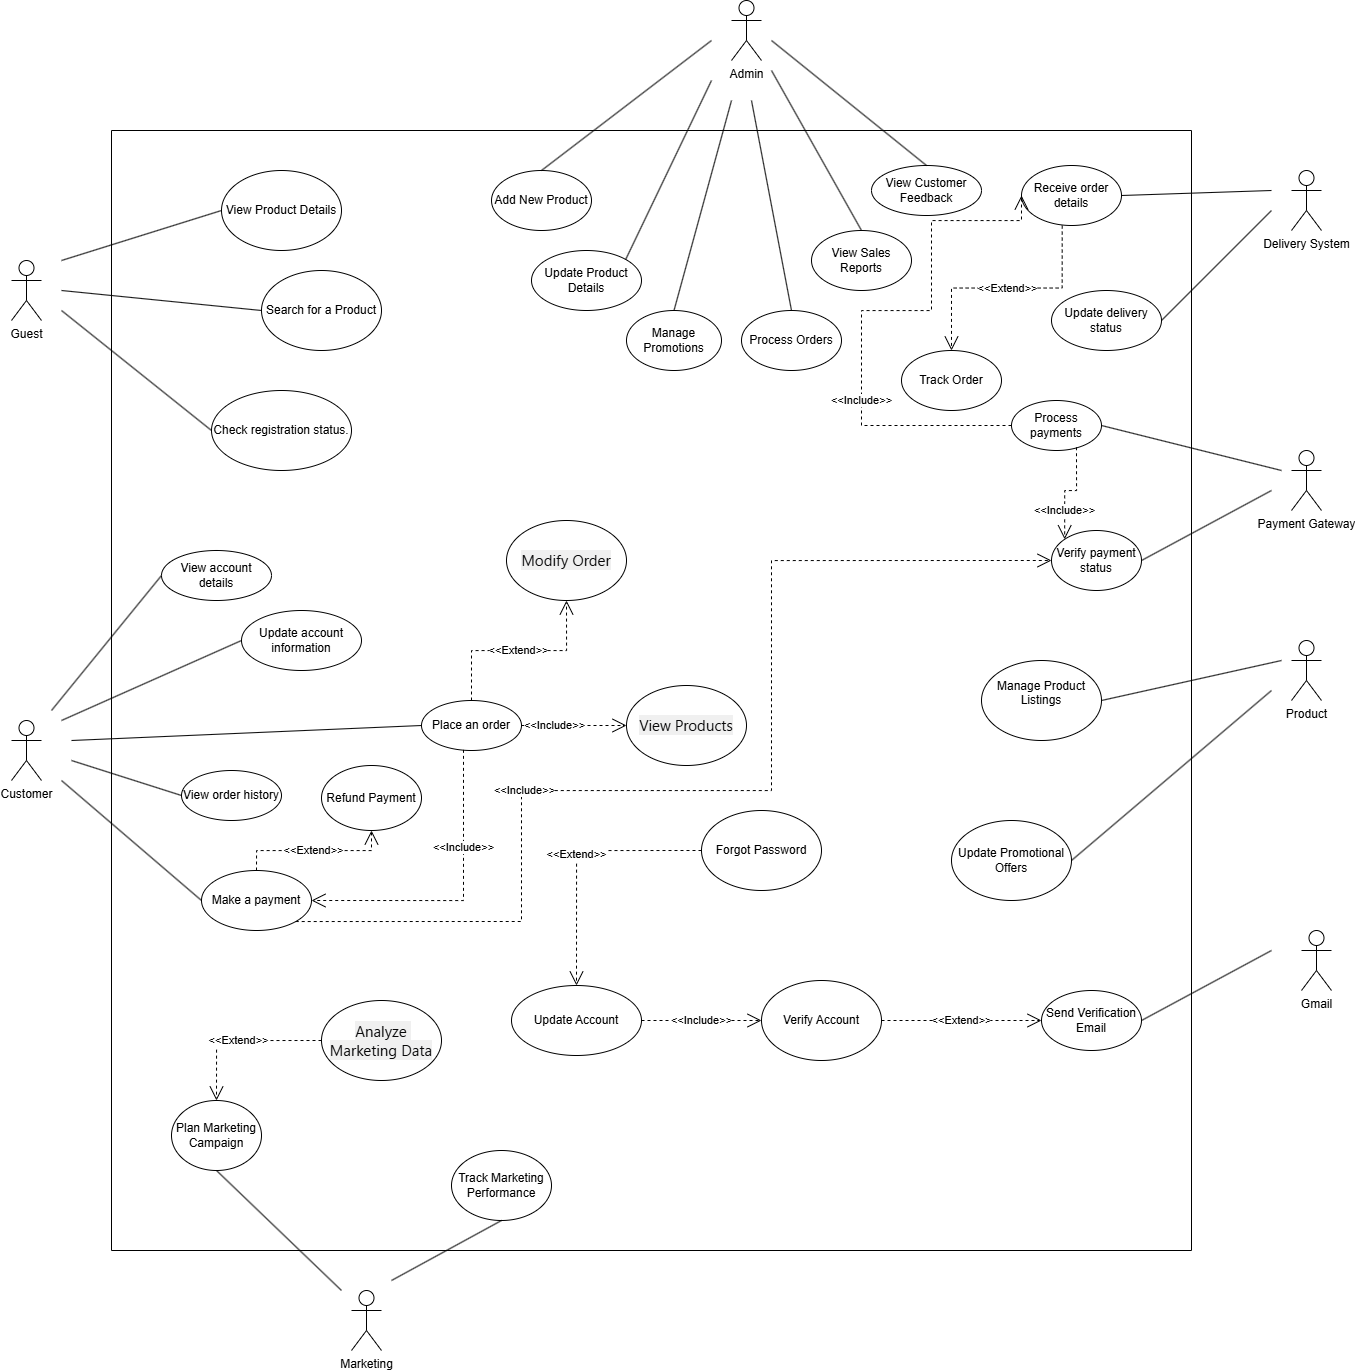 Admin
View Customer
Feedback
Receive order
details
Add New Product
View Product Details
Delivery System
View Sales
Reports
Update Product
Details
<<Extend>>
Search for a Product
Update delivery
status
Guest
Manage
Promotions
Process Orders
Track Order
<<Include>>
Process
payments
Check registration status.
<<Include>>
Payment Gateway
Modify Order
Verify payment
status
View account
details
Update account
information
<<Extend>>
Manage Product
Listings
Product
Place an order
<<Include>>
View Products
Customer
View order history
Refund Payment
<<Include>>
<<Extend>>
<<Include>>
<<Extend>>
Forgot Password
Update Promotional
Offers
Make a payment
Gmail
Update Account
<<Include>>
Verify Account
<<Extend>>
Send Verification
Email
<<Extend>>
Analyze
Marketing Data
Plan Marketing
Campaign
Track Marketing
Performance
Marketing